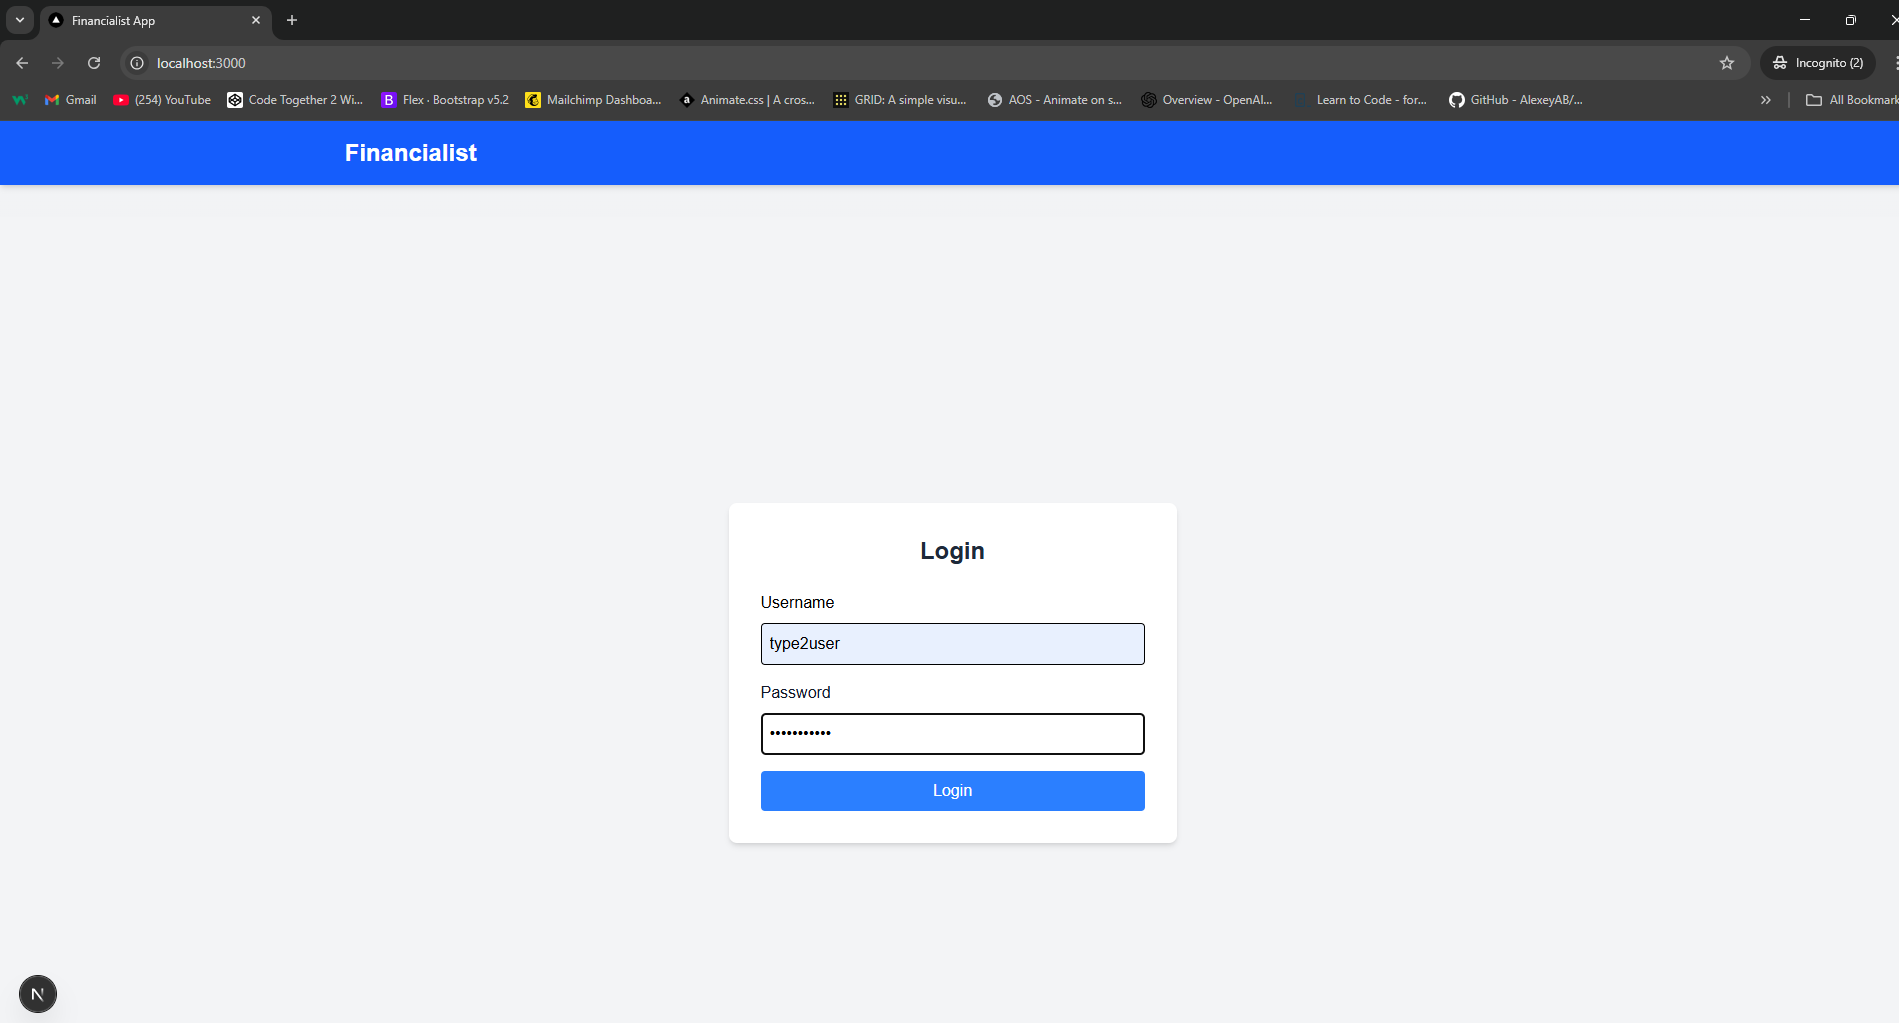 Financialist App
localhost:3000
Incognito (2)
Gmail
(254) YouTube
Code Together 2 Wi...
B
Flex · Bootstrap v5.2
Mailchimp Dashboa...
a
Animate.css | A cros...
GRID: A simple visu...
AOS - Animate on s...
Overview - OpenAI...
Learn to Code - for...
GitHub - AlexeyAB/...
All Bookmark
Financialist
Login
Username
type2user
Password
•••••••••••
Login
N